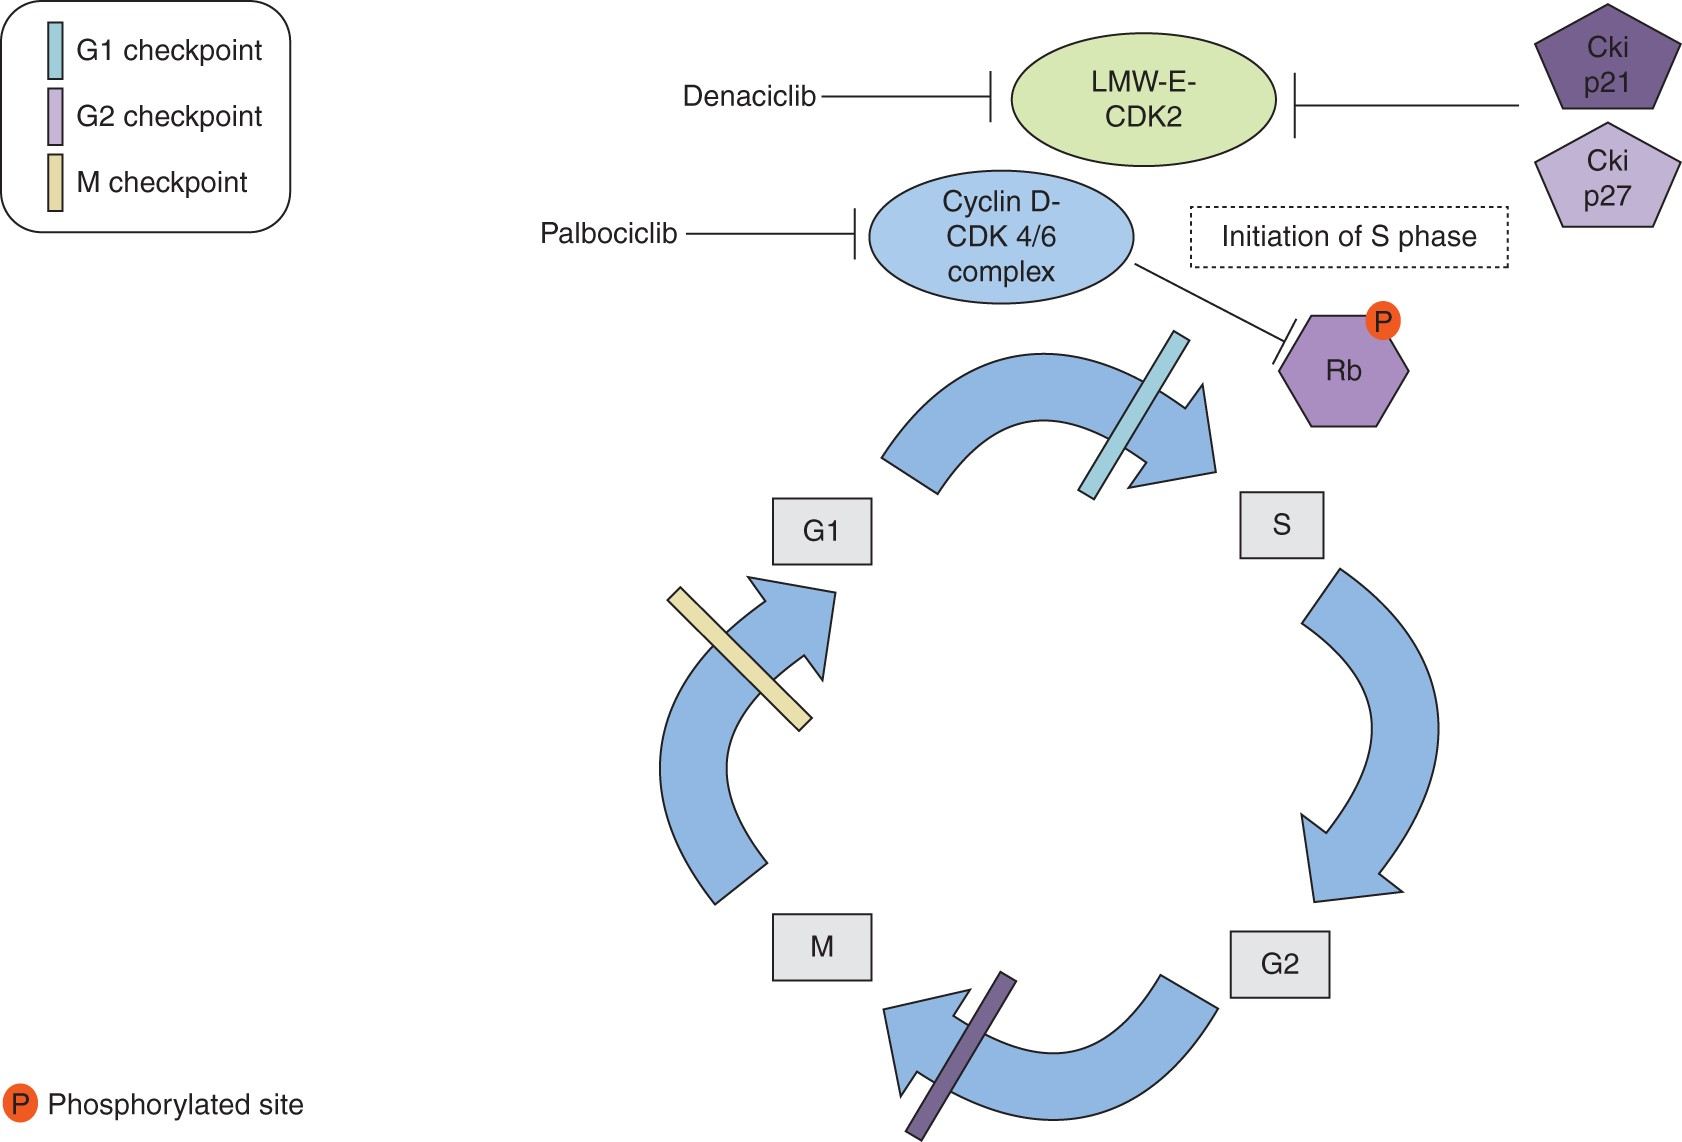 G1 checkpoint
G2 checkpoint
M checkpoint
Denaciclib
LMW-E-
CDK2
Cki
p21
Cki
p27
Palbociclib
Cyclin D-
CDK 4/6
complex
Initiation of S phase
P
Rb
G1
S
M
G2
P Phosphorylated site